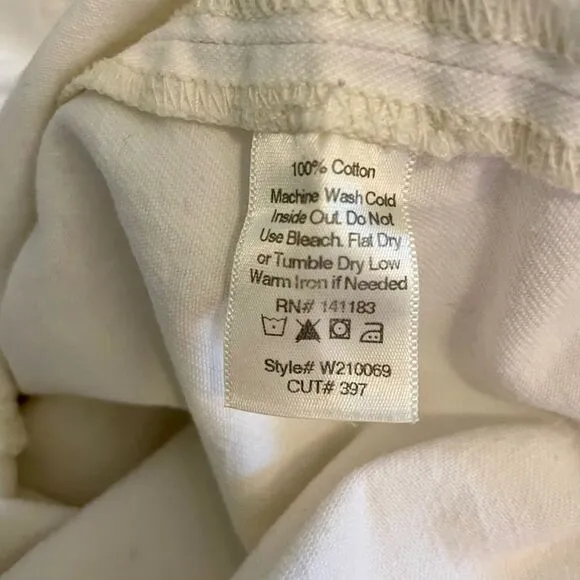 100% Cotton
Machine Wash Cold
Inside Out. Do Not
Use Bleach. Flat Dry
or Tumble Dry Low
Warm Iron if Needed
RN# 141183
Style# W210069
CUT# 397